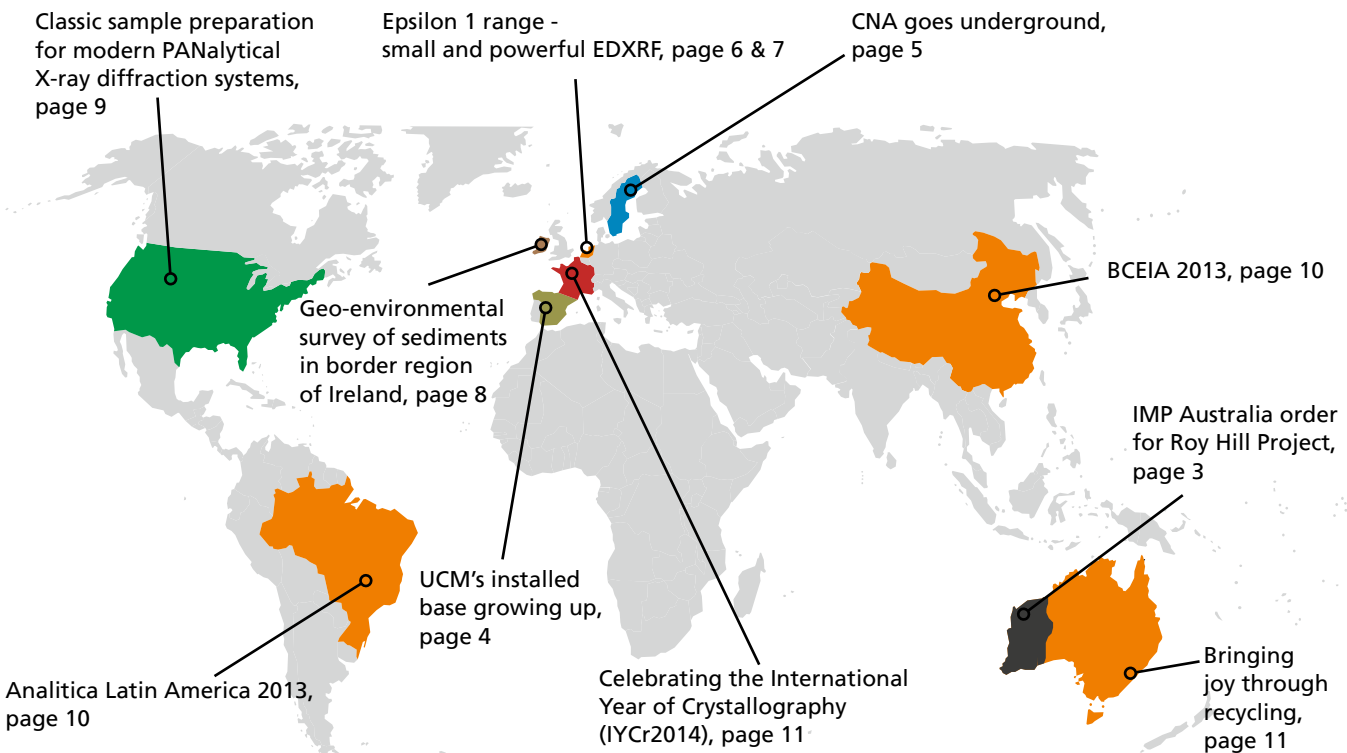 Classic sample preparation
for modern PANalytical
X-ray diffraction systems,
page 9
Epsilon 1 range -
small and powerful EDXRF, page 6 & 7
CNA goes underground,
page 5
BCEIA 2013, page 10
Geo-environmental
survey of sediments
in border region
of Ireland, page 8
IMP Australia order
for Roy Hill Project,
page 3
UCM's installed
base growing up,
page 4
Analitica Latin America 2013,
page 10
Celebrating the International
Year of Crystallography
(IYCr2014), page 11
Bringing
joy through
recycling,
page 11